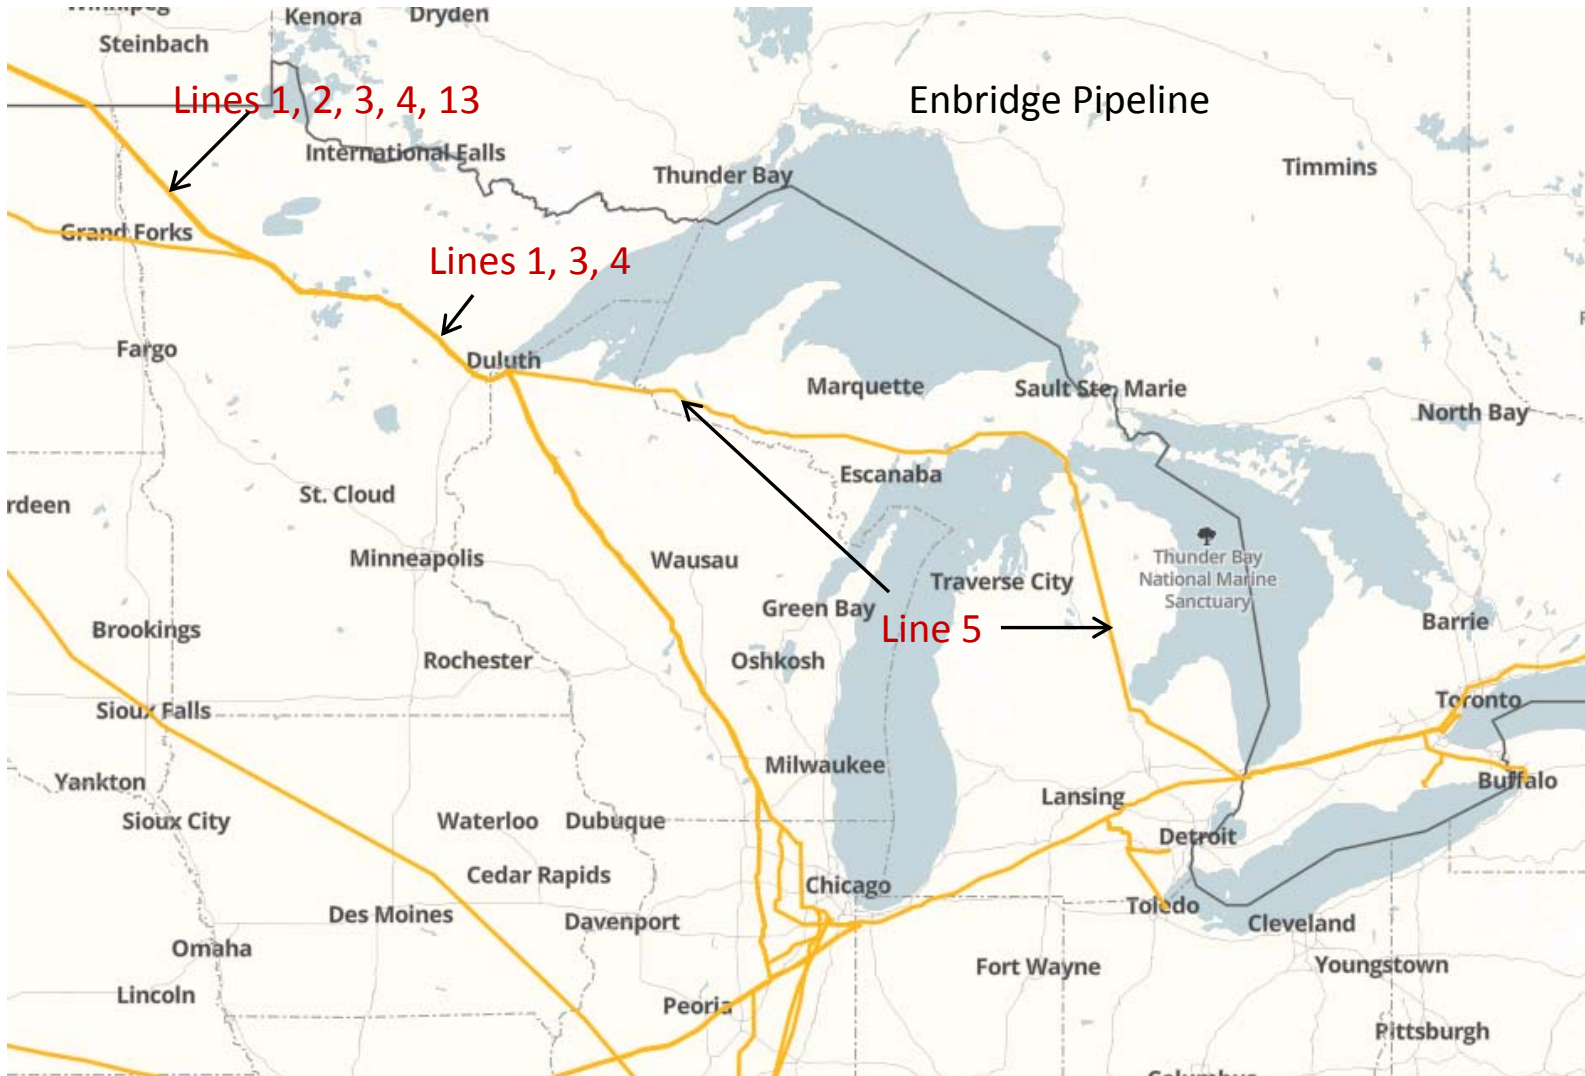 Winnipeg
Kenora
Dryden
Steinbach
Lines 1, 2, 3, 4, 13
Enbridge Pipeline
International Falls
Thunder Bay
Timmins
Grand Forks
Lines 1, 3, 4
Fargo
Duluth
Marquette
Sault Ste. Marie
North Bay
Escanaba
St. Cloud
rdeen
Minneapolis
Wausau
Thunder Bay
National Marine
Sanctuary
Traverse City
Green Bay
Line 5
Barrie
Brookings
Rochester
Oshkosh
Toronto
Sioux Falls
Milwaukee
Yankton
Buffalo
Lansing
Sioux City
Waterloo
Dubuque
Detroit
Cedar Rapids
Chicago
Des Moines
Davenport
Toledo
Cleveland
Omaha
Fort Wayne
Youngstown
Lincoln
Peoria
Pittsburgh
Columbus